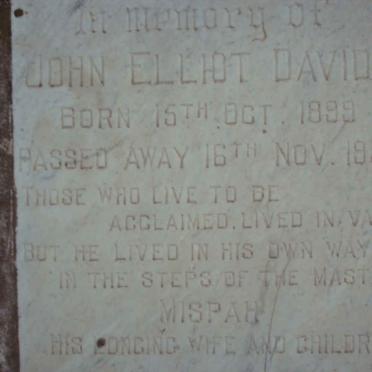 In memory of
JOHN ELLIOT DAVID
BORN 15TH OCT. 1899
PASSED AWAY 16TH NOV. 19
THOSE WHO LIVE TO BE
ACCLAIMED, LIVED IN VA
BUT HE LIVED IN HIS OWN WAY
IN THE STEPS OF THE MAST
MISPAH
HIS LONGING WIFE AND CHILDR